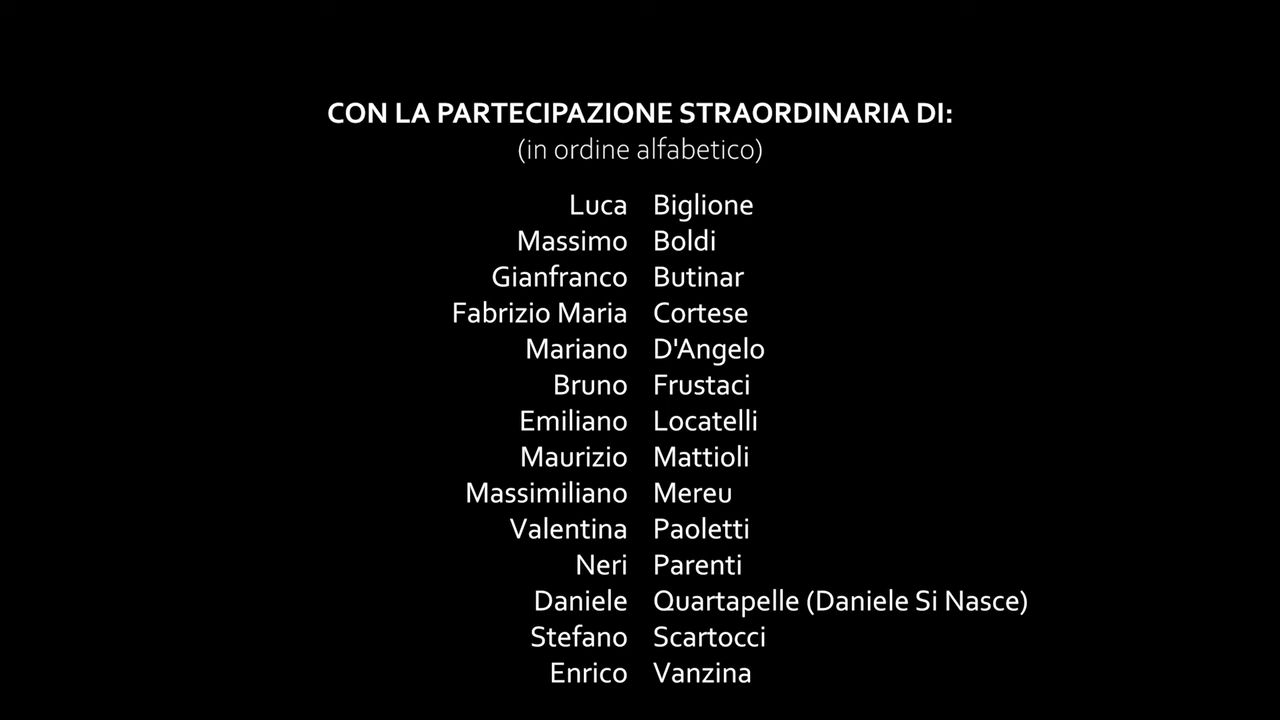 CON LA PARTECIPAZIONE STRAORDINARIA DI:
(in ordine alfabetico)
Luca Biglione
Massimo Boldi
Gianfranco Butinar
Fabrizio Maria Cortese
Mariano D'Angelo
Bruno Frustaci
Emiliano Locatelli
Maurizio Mattioli
Massimiliano Mereu
Valentina Paoletti
Neri Parenti
Daniele Quartapelle (Daniele Si Nasce)
Stefano Scartocci
Enrico Vanzina